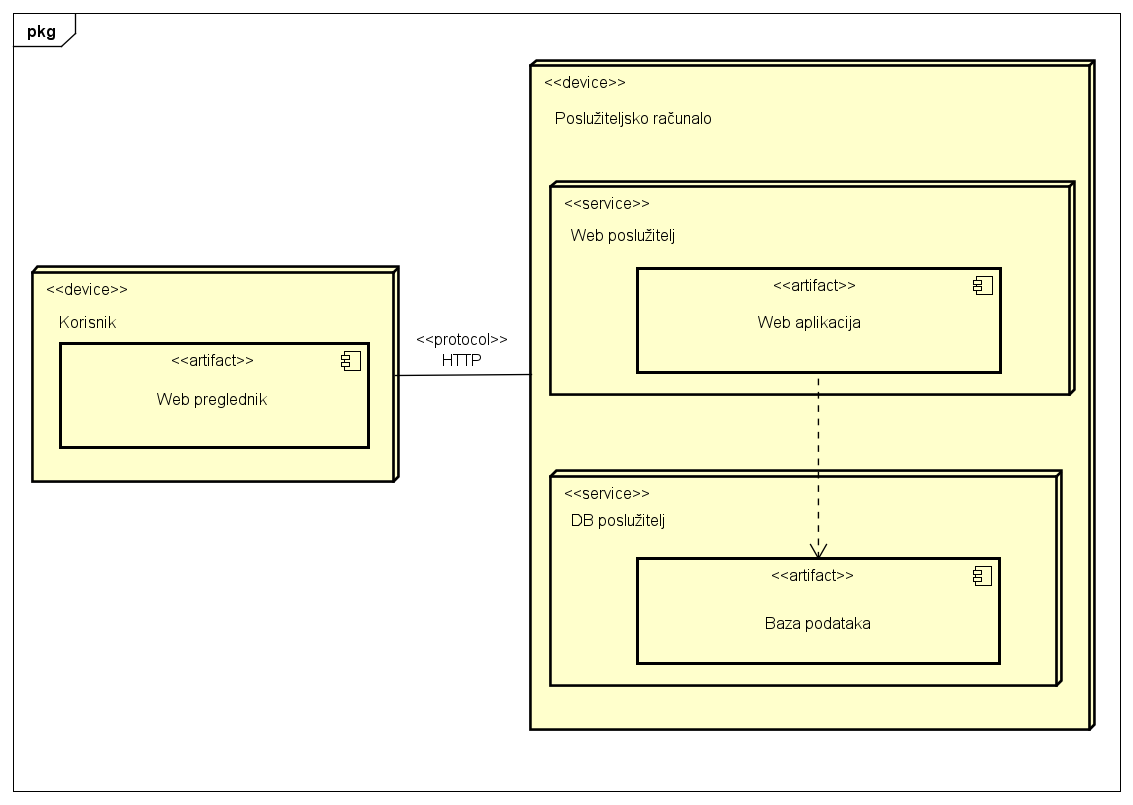 pkg
<<device>>
Korisnik
<<artifact>>
Web preglednik
<<protocol>>
HTTP
<<device>>
Poslužiteljsko računalo
<<service>>
Web poslužitelj
<<artifact>>
Web aplikacija
<<service>>
DB poslužitelj
<<artifact>>
Baza podataka